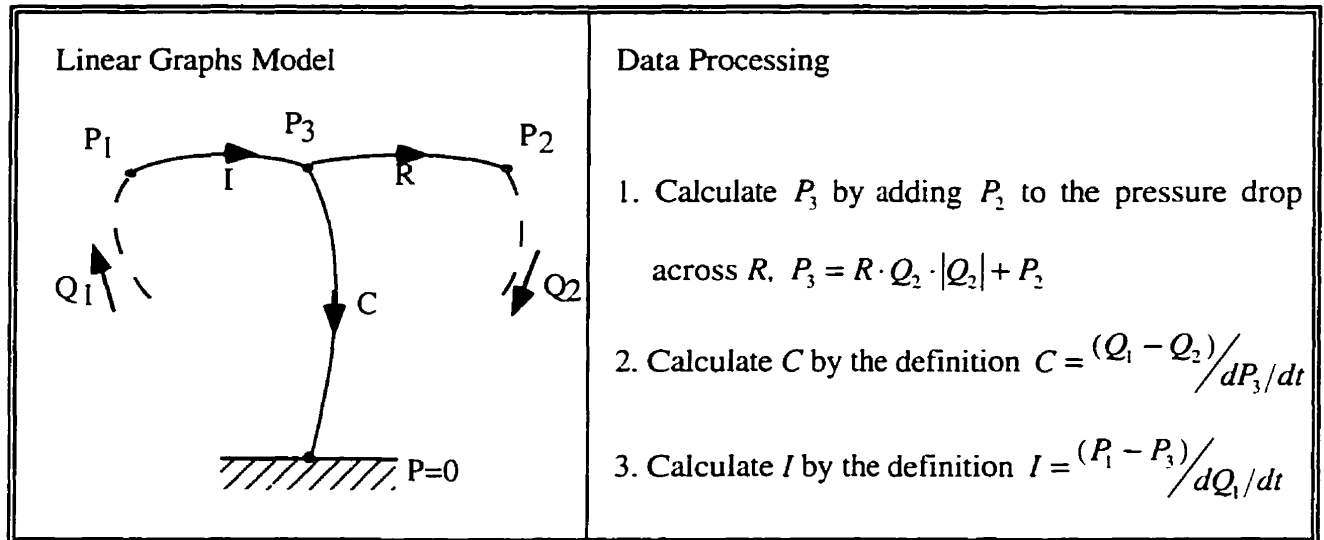 Linear Graphs Model
P1
P3
P2
I
R
Q1
C
Q2
P=0
Data Processing
1. Calculate P₃ by adding P₂ to the pressure drop
across R, P₃ = R · Q₂ · |Q₂| + P₂
2. Calculate C by the definition C = (Q₁ − Q₂)/dP₃/dt
3. Calculate I by the definition I = (P₁ − P₃)/dQ₁/dt